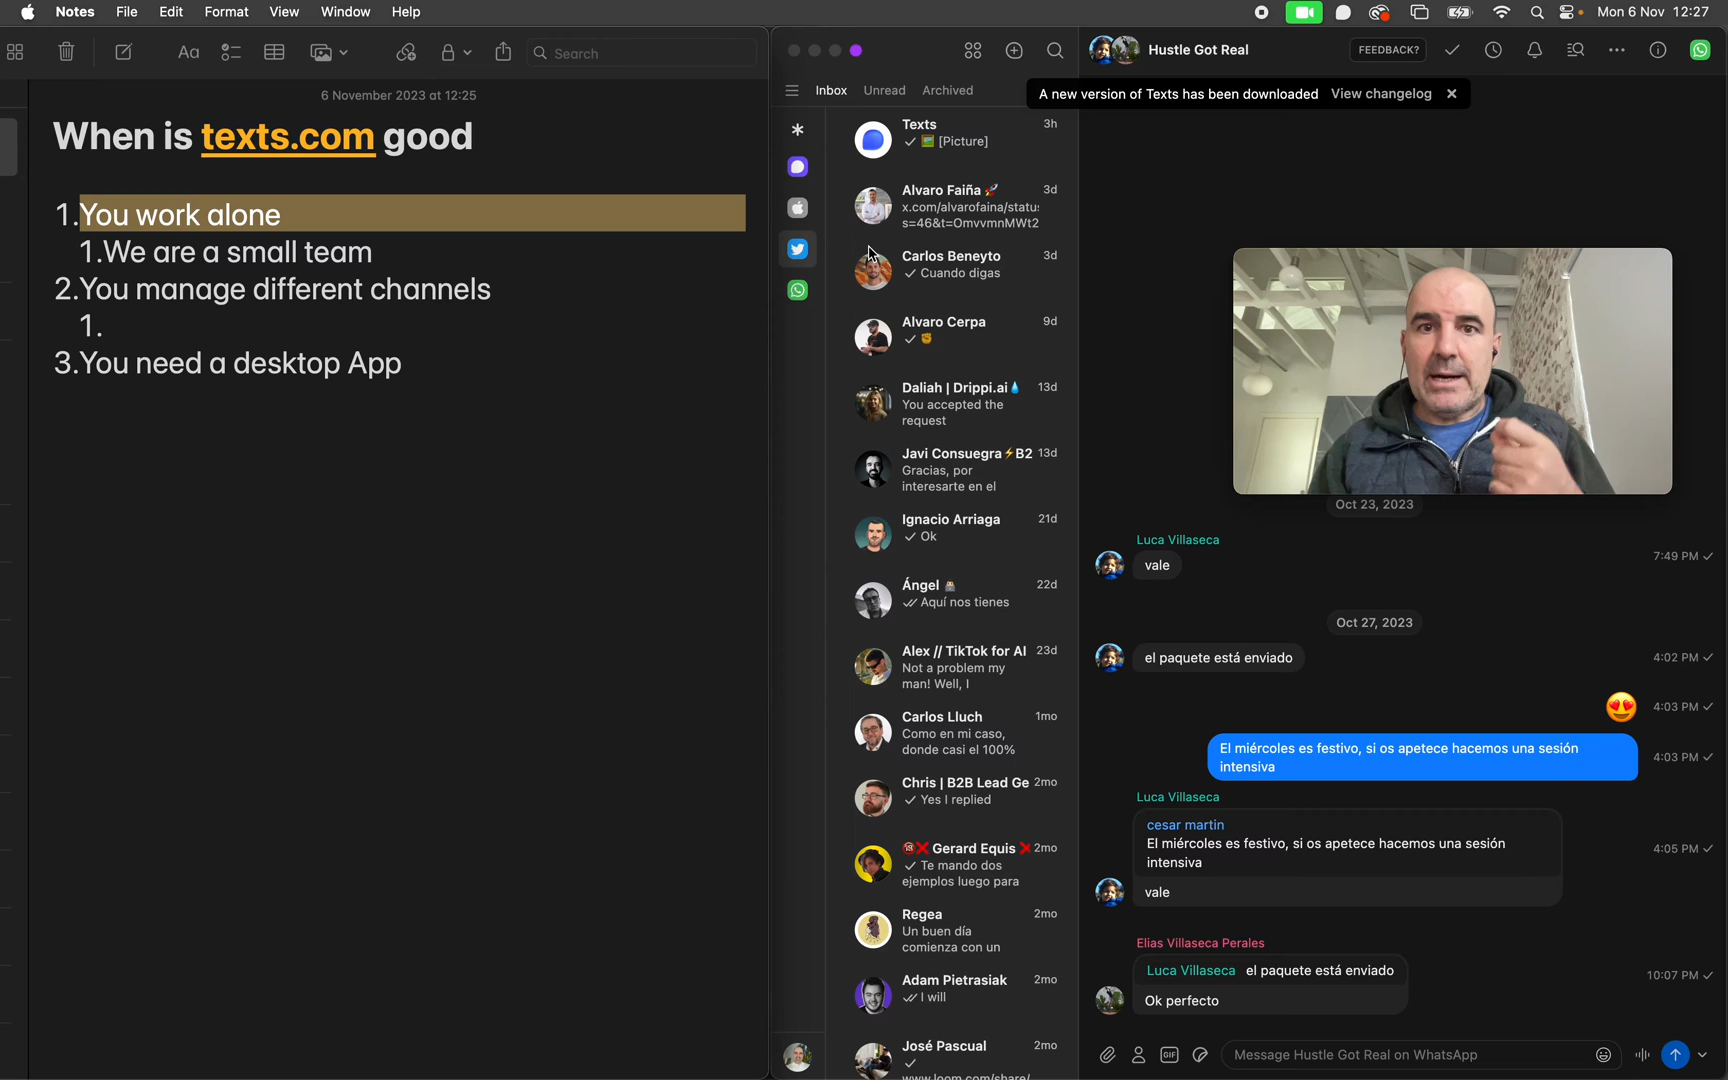 Notes File Edit Format View Window Help
Mon 6 Nov 12:27
Aa
Search
6 November 2023 at 12:25
When is texts.com good
1.You work alone
1.We are a small team
2.You manage different channels
1.
3.You need a desktop App
Inbox Unread Archived
Texts 3h
[Picture]
Alvaro Faiña 3d
x.com/alvarofaina/statu
s=46&t=OmvvmnMWt2
Carlos Beneyto 3d
Cuando digas
Alvaro Cerpa 9d
Daliah | Drippi.ai 13d
You accepted the
request
Javi Consuegra⚡B2 13d
Gracias, por
interesarte en el
Ignacio Arriaga 21d
Ok
Ángel 22d
Aquí nos tienes
Alex // TikTok for AI 23d
Not a problem my
man! Well, I
Carlos Lluch 1mo
Como en mi caso,
donde casi el 100%
Chris | B2B Lead Ge 2mo
Yes I replied
🔞❌ Gerard Equis ❌ 2mo
Te mando dos
ejemplos luego para
Regea 2mo
Un buen día
comienza con un
Adam Pietrasiak 2mo
I will
José Pascual 2mo
www.loom.com/share/
Hustle Got Real
FEEDBACK?
A new version of Texts has been downloaded View changelog
Oct 23, 2023
Luca Villaseca
vale
7:49 PM
Oct 27, 2023
el paquete está enviado
4:02 PM
😍 4:03 PM
El miércoles es festivo, si os apetece hacemos una sesión
intensiva
4:03 PM
Luca Villaseca
cesar martin
El miércoles es festivo, si os apetece hacemos una sesión
intensiva
4:05 PM
vale
Elias Villaseca Perales
Luca Villaseca el paquete está enviado
10:07 PM
Ok perfecto
GIF
Message Hustle Got Real on WhatsApp